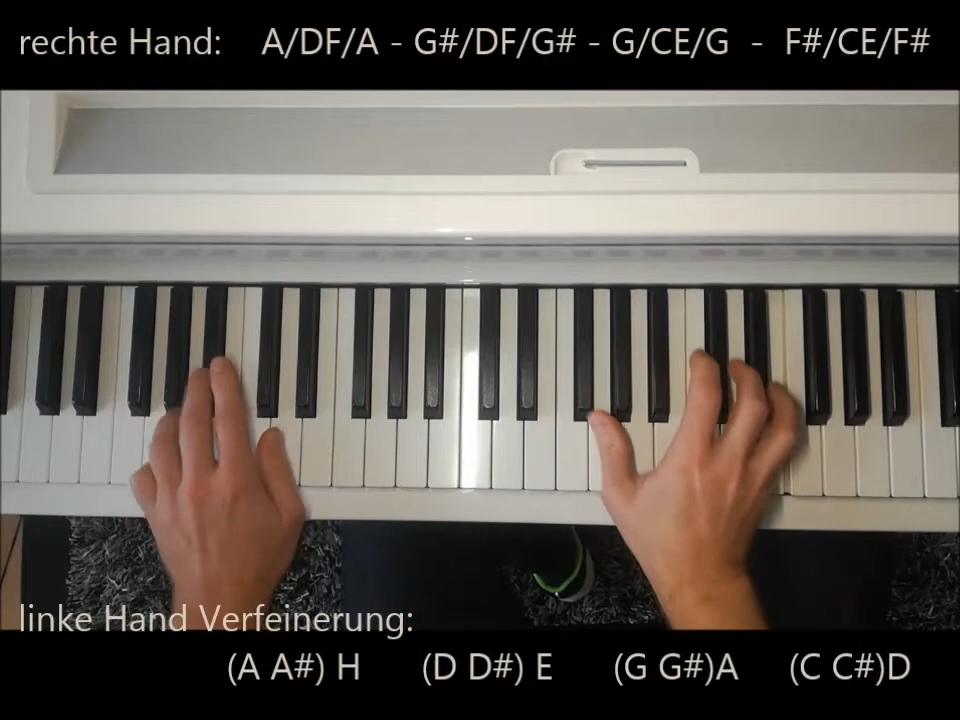 rechte Hand: A/DF/A - G#/DF/G# - G/CE/G - F#/CE/F#
linke Hand Verfeinerung:
(A A#) H (D D#) E (G G#)A (C C#)D